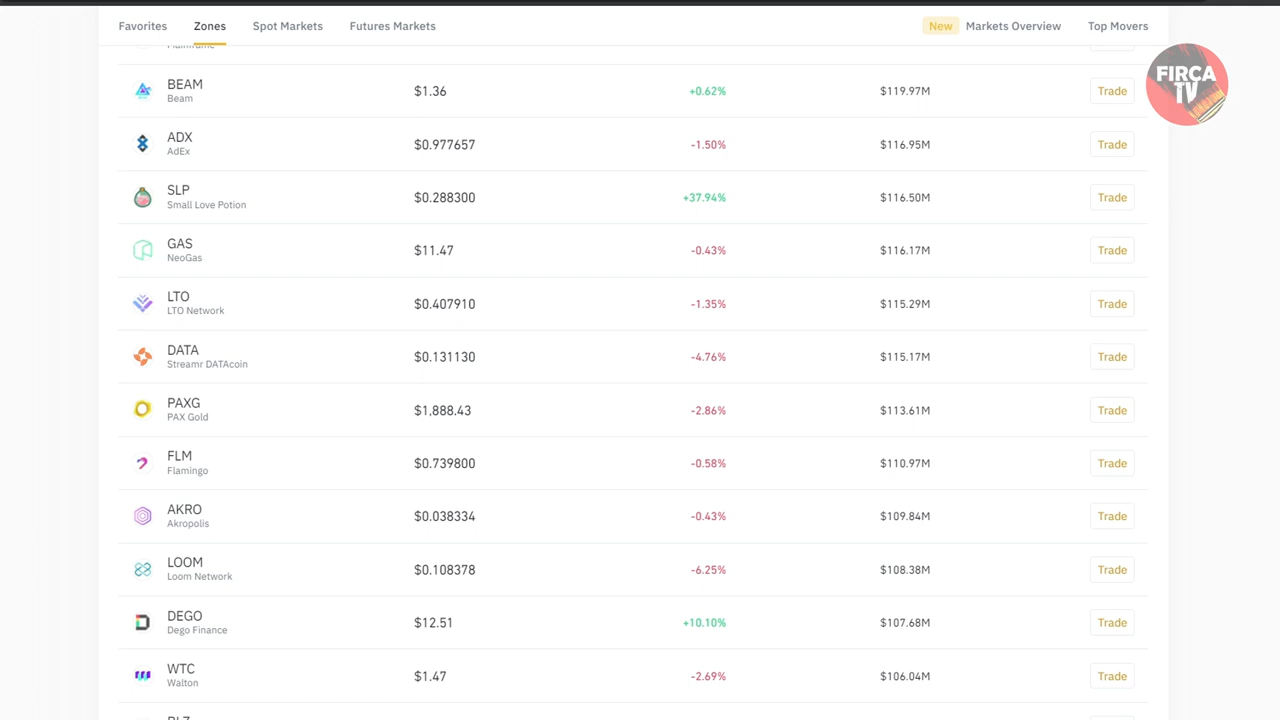 Favorites Zones Spot Markets Futures Markets New Markets Overview Top Movers
Mainframe
FIRCA
TV
BEAM $1.36 +0.62% $119.97M Trade
Beam
ADX $0.977657 -1.50% $116.95M Trade
AdEx
SLP $0.288300 +37.94% $116.50M Trade
Small Love Potion
GAS $11.47 -0.43% $116.17M Trade
NeoGas
LTO $0.407910 -1.35% $115.29M Trade
LTO Network
DATA $0.131130 -4.76% $115.17M Trade
Streamr DATAcoin
PAXG $1,888.43 -2.86% $113.61M Trade
PAX Gold
FLM $0.739800 -0.58% $110.97M Trade
Flamingo
AKRO $0.038334 -0.43% $109.84M Trade
Akropolis
LOOM $0.108378 -6.25% $108.38M Trade
Loom Network
DEGO $12.51 +10.10% $107.68M Trade
Dego Finance
WTC $1.47 -2.69% $106.04M Trade
Walton